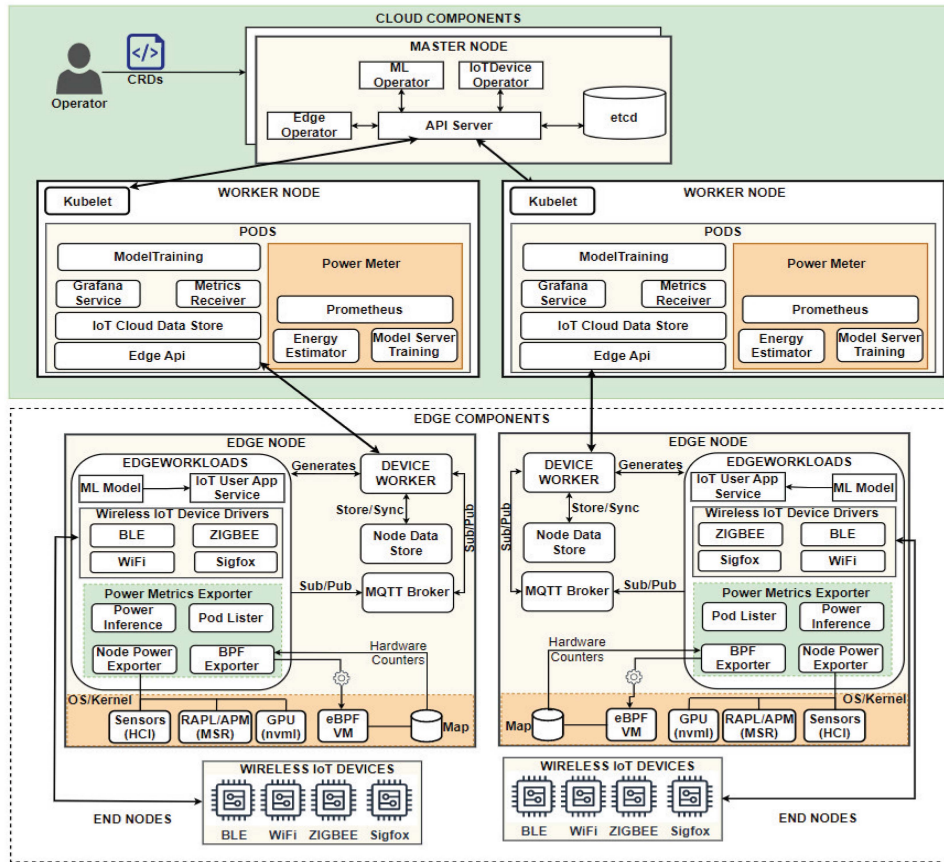 CLOUD COMPONENTS
MASTER NODE
CRDs
Operator
ML
Operator
IoTDevice
Operator
Edge
Operator
API Server
etcd
WORKER NODE
Kubelet
PODS
ModelTraining
Grafana
Service
Metrics
Receiver
IoT Cloud Data Store
Edge Api
Power Meter
Prometheus
Energy
Estimator
Model Server
Training
WORKER NODE
Kubelet
PODS
ModelTraining
Grafana
Service
Metrics
Receiver
IoT Cloud Data Store
Edge Api
Power Meter
Prometheus
Energy
Estimator
Model Server
Training
EDGE COMPONENTS
EDGE NODE
EDGEWORKLOADS
ML Model
IoT User App
Service
Wireless IoT Device Drivers
BLE
ZIGBEE
WiFi
Sigfox
Power Metrics Exporter
Power
Inference
Pod Lister
Node Power
Exporter
BPF
Exporter
Generates
DEVICE
WORKER
Store/Sync
Node Data
Store
Sub/Pub
Sub/Pub
MQTT Broker
Hardware
Counters
OS/Kernel
Sensors
(HCI)
RAPL/APM
(MSR)
GPU
(nvml)
eBPF
VM
Map
EDGE NODE
DEVICE
WORKER
Generates
Store/Sync
Node Data
Store
Sub/Pub
MQTT Broker
Sub/Pub
EDGEWORKLOADS
IoT User App
Service
ML Model
Wireless IoT Device Drivers
ZIGBEE
BLE
Sigfox
WiFi
Power Metrics Exporter
Pod Lister
Power
Inference
BPF
Exporter
Node Power
Exporter
Hardware
Counters
OS/Kernel
Map
eBPF
VM
GPU
(nvml)
RAPL/APM
(MSR)
Sensors
(HCI)
WIRELESS IoT DEVICES
BLE
WiFi
ZIGBEE
Sigfox
END NODES
WIRELESS IoT DEVICES
BLE
WiFi
ZIGBEE
Sigfox
END NODES